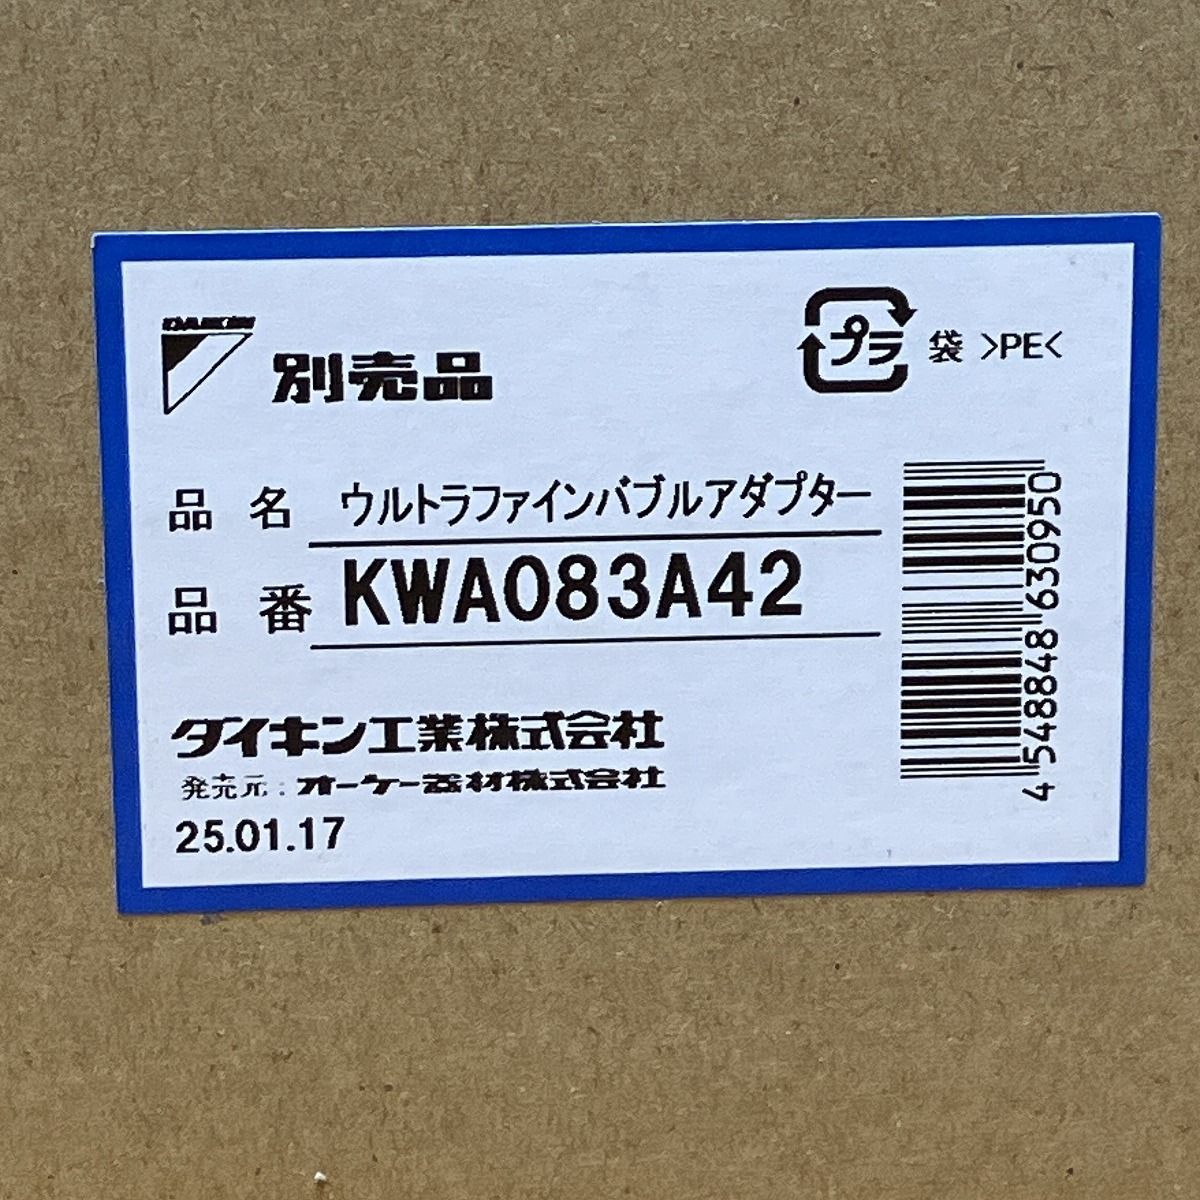 DAIKIN
別売品
プラ 袋 >PE<
品 名 ウルトラファインバブルアダプター
品 番 KWA083A42
ダイキン工業株式会社
発売元：オーケー器材株式会社
25.01.17
4 548848 630950